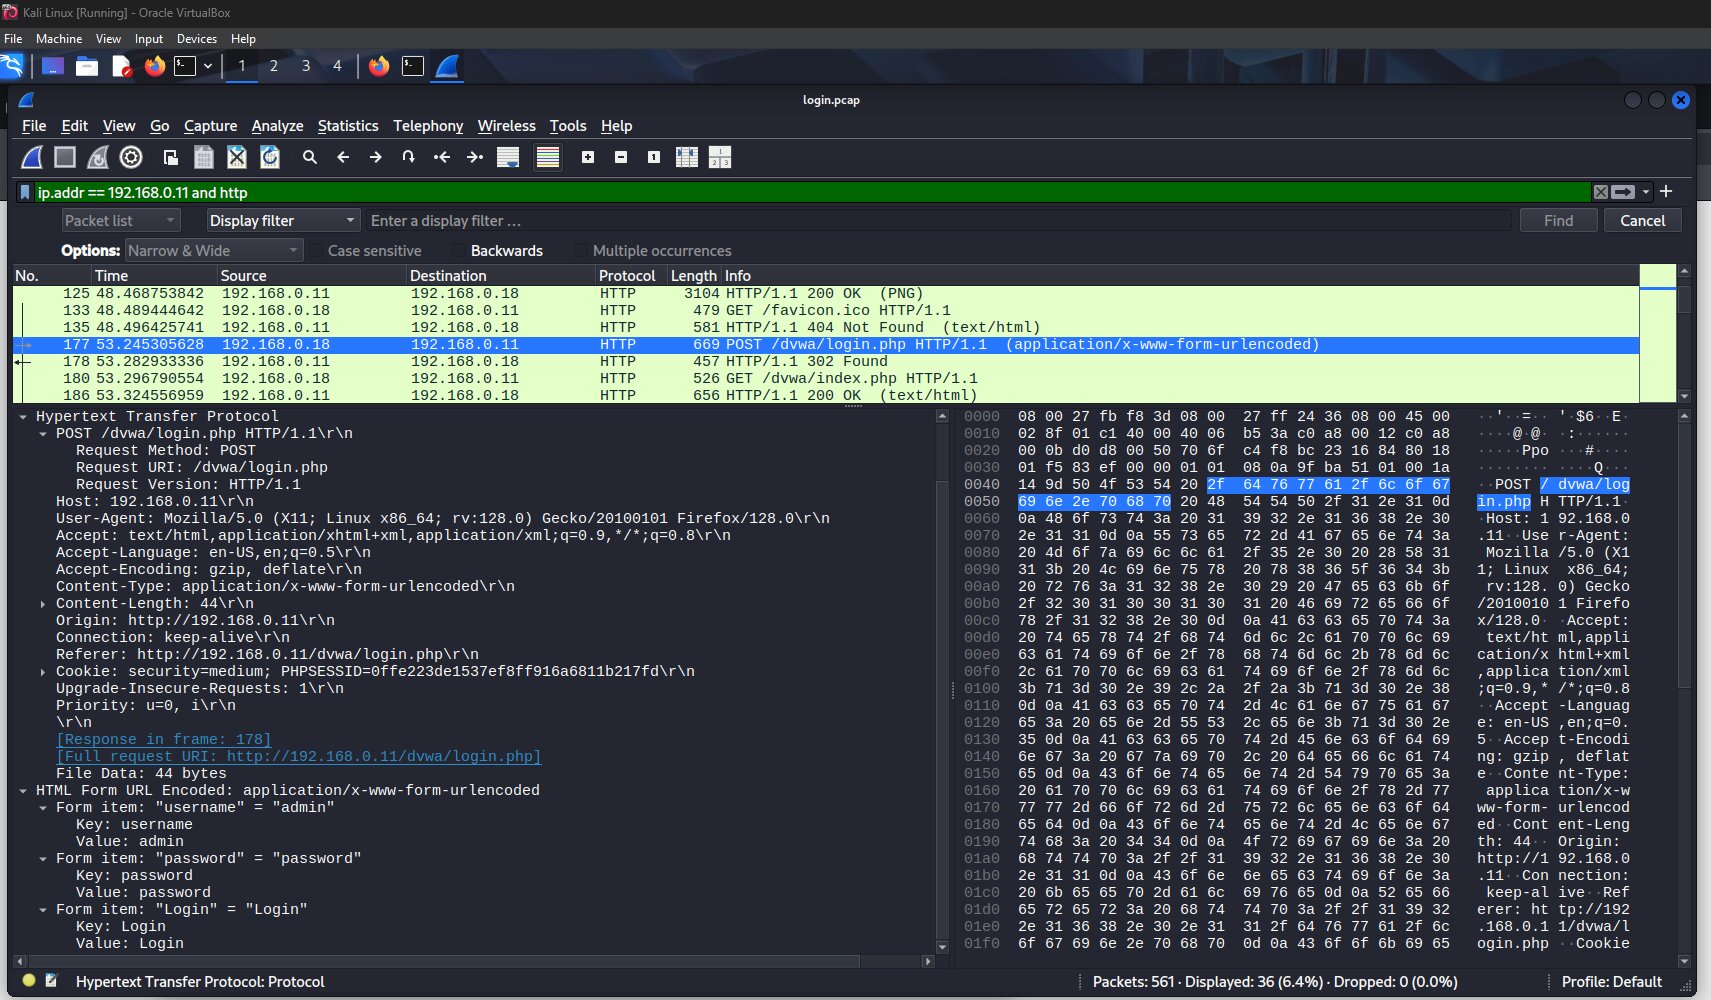 Kali Linux [Running] - Oracle VirtualBox
File Machine View Input Devices Help
1 2 3 4
login.pcap
File Edit View Go Capture Analyze Statistics Telephony Wireless Tools Help
ip.addr == 192.168.0.11 and http
Packet list Display filter Enter a display filter … Find Cancel
Options: Narrow & Wide Case sensitive Backwards Multiple occurrences
No. Time Source Destination Protocol Length Info
125 48.468753842 192.168.0.11 192.168.0.18 HTTP 3104 HTTP/1.1 200 OK (PNG)
133 48.489444642 192.168.0.18 192.168.0.11 HTTP 479 GET /favicon.ico HTTP/1.1
135 48.496425741 192.168.0.11 192.168.0.18 HTTP 581 HTTP/1.1 404 Not Found (text/html)
177 53.245305628 192.168.0.18 192.168.0.11 HTTP 669 POST /dvwa/login.php HTTP/1.1 (application/x-www-form-urlencoded)
178 53.282933336 192.168.0.11 192.168.0.18 HTTP 457 HTTP/1.1 302 Found
180 53.296790554 192.168.0.18 192.168.0.11 HTTP 526 GET /dvwa/index.php HTTP/1.1
186 53.324556959 192.168.0.11 192.168.0.18 HTTP 656 HTTP/1.1 200 OK (text/html)
Hypertext Transfer Protocol
POST /dvwa/login.php HTTP/1.1\r\n
Request Method: POST
Request URI: /dvwa/login.php
Request Version: HTTP/1.1
Host: 192.168.0.11\r\n
User-Agent: Mozilla/5.0 (X11; Linux x86_64; rv:128.0) Gecko/20100101 Firefox/128.0\r\n
Accept: text/html,application/xhtml+xml,application/xml;q=0.9,*/*;q=0.8\r\n
Accept-Language: en-US,en;q=0.5\r\n
Accept-Encoding: gzip, deflate\r\n
Content-Type: application/x-www-form-urlencoded\r\n
Content-Length: 44\r\n
Origin: http://192.168.0.11\r\n
Connection: keep-alive\r\n
Referer: http://192.168.0.11/dvwa/login.php\r\n
Cookie: security=medium; PHPSESSID=0ffe223de1537ef8ff916a6811b217fd\r\n
Upgrade-Insecure-Requests: 1\r\n
Priority: u=0, i\r\n
\r\n
[Response in frame: 178]
[Full request URI: http://192.168.0.11/dvwa/login.php]
File Data: 44 bytes
HTML Form URL Encoded: application/x-www-form-urlencoded
Form item: "username" = "admin"
Key: username
Value: admin
Form item: "password" = "password"
Key: password
Value: password
Form item: "Login" = "Login"
Key: Login
Value: Login
0000 08 00 27 fb f8 3d 08 00 27 ff 24 36 08 00 45 00 ··'··=·· '·$6··E·
0010 02 8f 01 c1 40 00 40 06 b5 3a c0 a8 00 12 c0 a8 ····@·@· ·:······
0020 00 0b d0 d8 00 50 70 6f c4 f8 bc 23 16 84 80 18 ·····Ppo ···#····
0030 01 f5 83 ef 00 00 01 01 08 0a 9f ba 51 01 00 1a ········ ····Q···
0040 14 9d 50 4f 53 54 20 2f 64 76 77 61 2f 6c 6f 67 ··POST / dvwa/log
0050 69 6e 2e 70 68 70 20 48 54 54 50 2f 31 2e 31 0d in.php H TTP/1.1·
0060 0a 48 6f 73 74 3a 20 31 39 32 2e 31 36 38 2e 30 ·Host: 1 92.168.0
0070 2e 31 31 0d 0a 55 73 65 72 2d 41 67 65 6e 74 3a .11··Use r-Agent:
0080 20 4d 6f 7a 69 6c 6c 61 2f 35 2e 30 20 28 58 31 Mozilla /5.0 (X1
0090 31 3b 20 4c 69 6e 75 78 20 78 38 36 5f 36 34 3b 1; Linux x86_64;
00a0 20 72 76 3a 31 32 38 2e 30 29 20 47 65 63 6b 6f rv:128. 0) Gecko
00b0 2f 32 30 31 30 30 31 30 31 20 46 69 72 65 66 6f /2010010 1 Firefo
00c0 78 2f 31 32 38 2e 30 0d 0a 41 63 63 65 70 74 3a x/128.0· ·Accept:
00d0 20 74 65 78 74 2f 68 74 6d 6c 2c 61 70 70 6c 69 text/ht ml,appli
00e0 63 61 74 69 6f 6e 2f 78 68 74 6d 6c 2b 78 6d 6c cation/x html+xml
00f0 2c 61 70 70 6c 69 63 61 74 69 6f 6e 2f 78 6d 6c ,applica tion/xml
0100 3b 71 3d 30 2e 39 2c 2a 2f 2a 3b 71 3d 30 2e 38 ;q=0.9,* /*;q=0.8
0110 0d 0a 41 63 63 65 70 74 2d 4c 61 6e 67 75 61 67 ··Accept -Languag
0120 65 3a 20 65 6e 2d 55 53 2c 65 6e 3b 71 3d 30 2e e: en-US ,en;q=0.
0130 35 0d 0a 41 63 63 65 70 74 2d 45 6e 63 6f 64 69 5··Accep t-Encodi
0140 6e 67 3a 20 67 7a 69 70 2c 20 64 65 66 6c 61 74 ng: gzip , deflat
0150 65 0d 0a 43 6f 6e 74 65 6e 74 2d 54 79 70 65 3a e··Conte nt-Type:
0160 20 61 70 70 6c 69 63 61 74 69 6f 6e 2f 78 2d 77 applica tion/x-w
0170 77 77 2d 66 6f 72 6d 2d 75 72 6c 65 6e 63 6f 64 ww-form- urlencod
0180 65 64 0d 0a 43 6f 6e 74 65 6e 74 2d 4c 65 6e 67 ed··Cont ent-Leng
0190 74 68 3a 20 34 34 0d 0a 4f 72 69 67 69 6e 3a 20 th: 44·· Origin:
01a0 68 74 74 70 3a 2f 2f 31 39 32 2e 31 36 38 2e 30 http://1 92.168.0
01b0 2e 31 31 0d 0a 43 6f 6e 6e 65 63 74 69 6f 6e 3a .11··Con nection:
01c0 20 6b 65 65 70 2d 61 6c 69 76 65 0d 0a 52 65 66 keep-al ive··Ref
01d0 65 72 65 72 3a 20 68 74 74 70 3a 2f 2f 31 39 32 erer: ht tp://192
01e0 2e 31 36 38 2e 30 2e 31 31 2f 64 76 77 61 2f 6c .168.0.1 1/dvwa/l
01f0 6f 67 69 6e 2e 70 68 70 0d 0a 43 6f 6f 6b 69 65 ogin.php ··Cookie
Hypertext Transfer Protocol: Protocol Packets: 561 · Displayed: 36 (6.4%) · Dropped: 0 (0.0%) Profile: Default